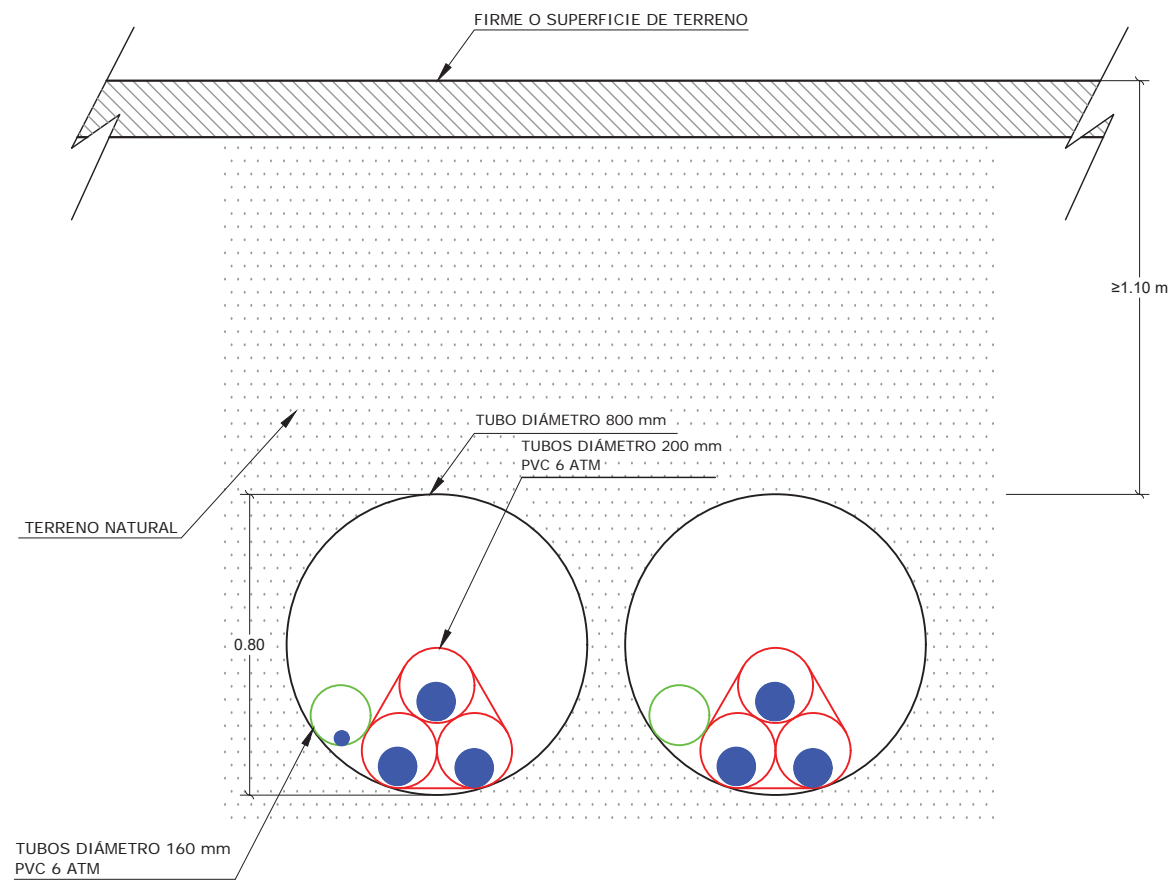 FIRME O SUPERFICIE DE TERRENO
≥1.10 m
TUBO DIÁMETRO 800 mm
TUBOS DIÁMETRO 200 mm
PVC 6 ATM
TERRENO NATURAL
0.80
TUBOS DIÁMETRO 160 mm
PVC 6 ATM